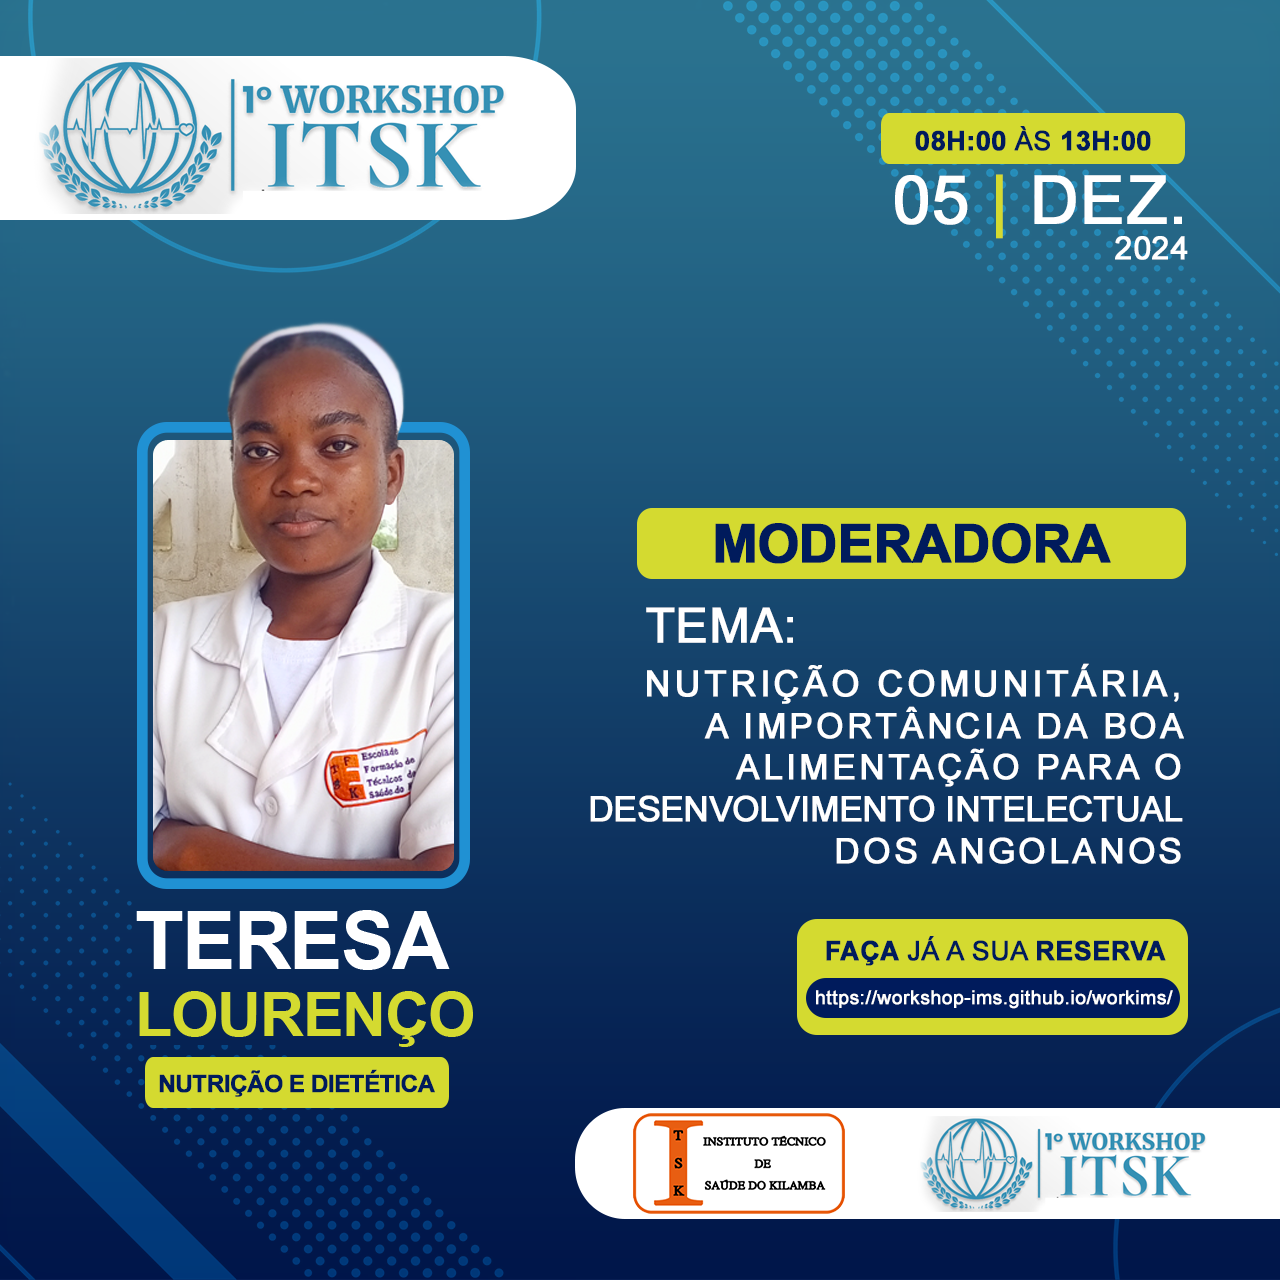 1º WORKSHOP
ITSK
08H:00 ÀS 13H:00
05 | DEZ.
2024
MODERADORA
TEMA:
NUTRIÇÃO COMUNITÁRIA,
A IMPORTÂNCIA DA BOA
ALIMENTAÇÃO PARA O
DESENVOLVIMENTO INTELECTUAL
DOS ANGOLANOS
Escola de
Formação de
Técnicos de
Saúde do
TERESA
LOURENÇO
NUTRIÇÃO E DIETÉTICA
FAÇA JÁ A SUA RESERVA
https://workshop-ims.github.io/workims/
I T S K
INSTITUTO TÉCNICO
DE
SAÚDE DO KILAMBA
1º WORKSHOP
ITSK